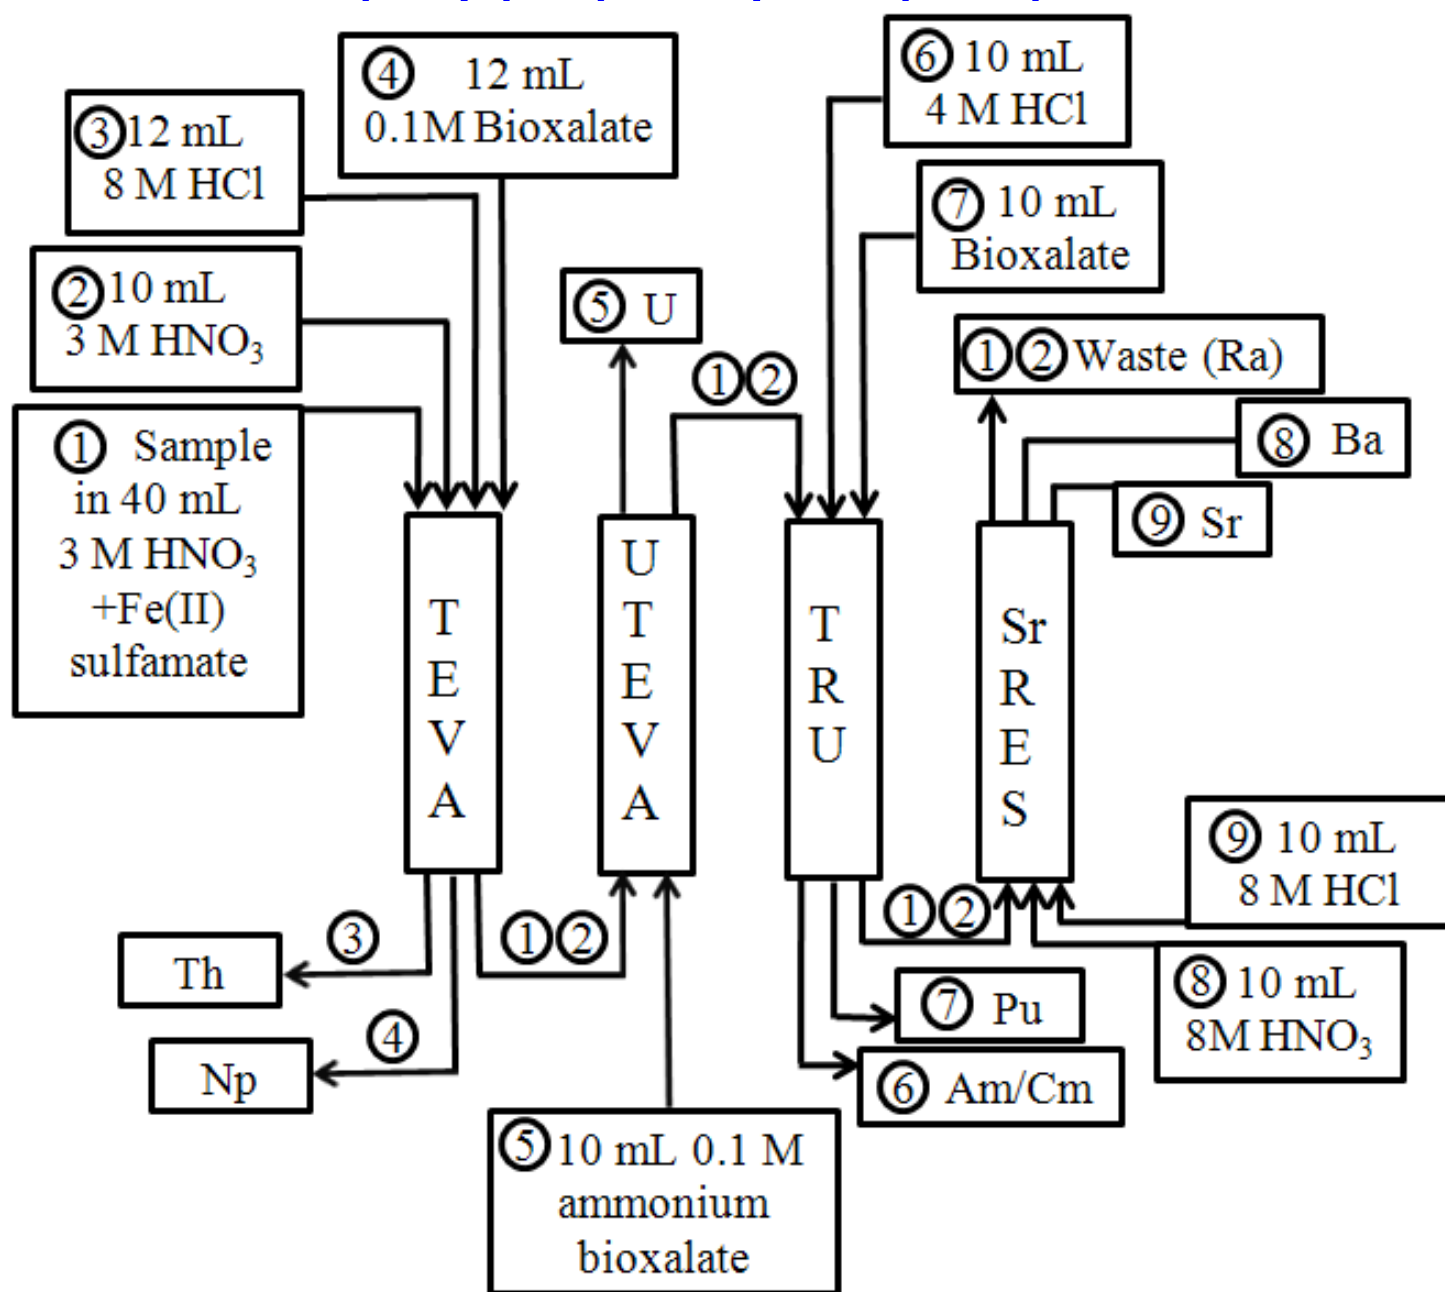 ④ 12 mL
0.1M Bioxalate
⑥ 10 mL
4 M HCl
③ 12 mL
8 M HCl
⑦ 10 mL
Bioxalate
② 10 mL
3 M HNO₃
⑤ U
①② Waste (Ra)
①②
⑧ Ba
① Sample
in 40 mL
3 M HNO₃
+Fe(II)
sulfamate
⑨ Sr
T
E
V
A
U
T
E
V
A
T
R
U
Sr
R
E
S
⑨ 10 mL
8 M HCl
③
①②
①②
Th
⑦ Pu
⑧ 10 mL
8M HNO₃
④
Np
⑥ Am/Cm
⑤ 10 mL 0.1 M
ammonium
bioxalate